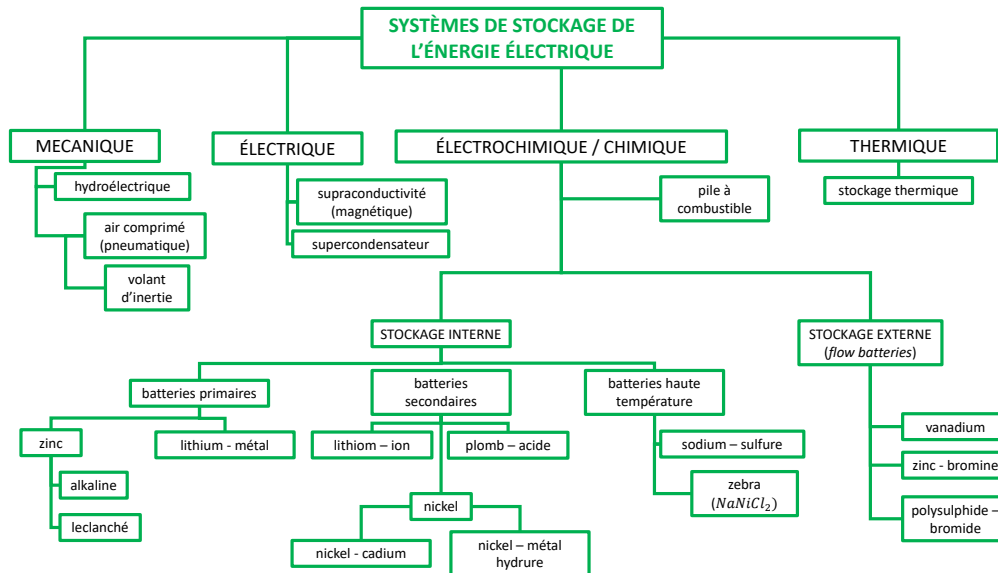 SYSTÈMES DE STOCKAGE DE
L'ÉNERGIE ÉLECTRIQUE
MECANIQUE
ÉLECTRIQUE
ÉLECTROCHIMIQUE / CHIMIQUE
THERMIQUE
hydroélectrique
air comprimé
(pneumatique)
volant
d'inertie
supraconductivité
(magnétique)
supercondensateur
pile à
combustible
stockage thermique
STOCKAGE INTERNE
STOCKAGE EXTERNE
(flow batteries)
batteries primaires
batteries
secondaires
batteries haute
température
zinc
lithium - métal
lithiom – ion
plomb – acide
sodium – sulfure
vanadium
alkaline
zebra
(NaNiCl₂)
zinc - bromine
leclanché
nickel
polysulphide –
bromide
nickel - cadium
nickel – métal
hydrure